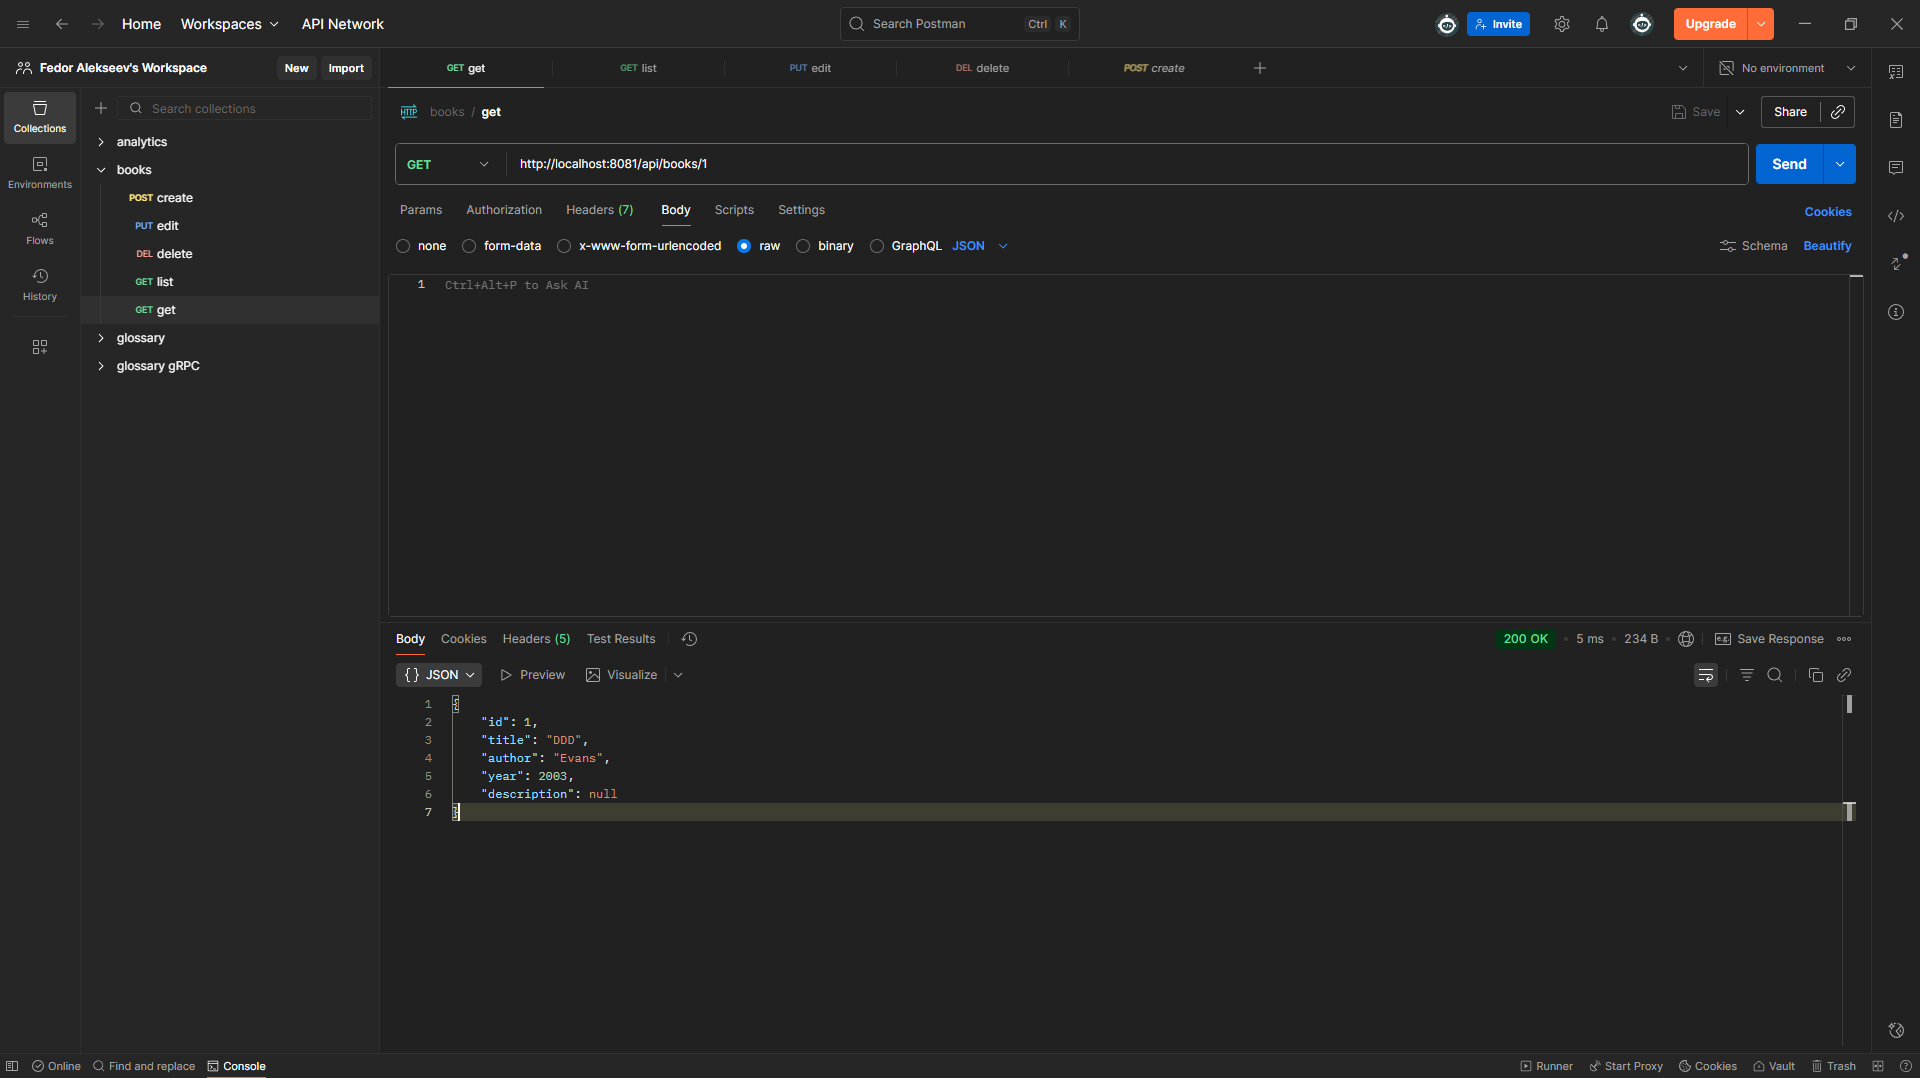 Home Workspaces API Network Search Postman Ctrl K Invite Upgrade
Fedor Alekseev's Workspace New Import GET get GET list PUT edit DEL delete POST create No environment
Collections
Environments
Flows
History
Search collections
analytics
books
POST create
PUT edit
DEL delete
GET list
GET get
glossary
glossary gRPC
HTTP books / get Save Share
GET http://localhost:8081/api/books/1 Send
Params Authorization Headers (7) Body Scripts Settings Cookies
none form-data x-www-form-urlencoded raw binary GraphQL JSON Schema Beautify
1 Ctrl+Alt+P to Ask AI
Body Cookies Headers (5) Test Results 200 OK • 5 ms • 234 B • e.g. Save Response
{} JSON Preview Visualize
1 {
2 "id": 1,
3 "title": "DDD",
4 "author": "Evans",
5 "year": 2003,
6 "description": null
7 }
Online Find and replace Console Runner Start Proxy Cookies Vault Trash